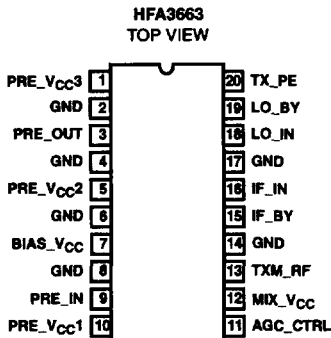 HFA3663
TOP VIEW
PRE_VCC3 1 20 TX_PE
GND 2 19 LO_BY
PRE_OUT 3 18 LO_IN
GND 4 17 GND
PRE_VCC2 5 16 IF_IN
GND 6 15 IF_BY
BIAS_VCC 7 14 GND
GND 8 13 TXM_RF
PRE_IN 9 12 MIX_VCC
PRE_VCC1 10 11 AGC_CTRL